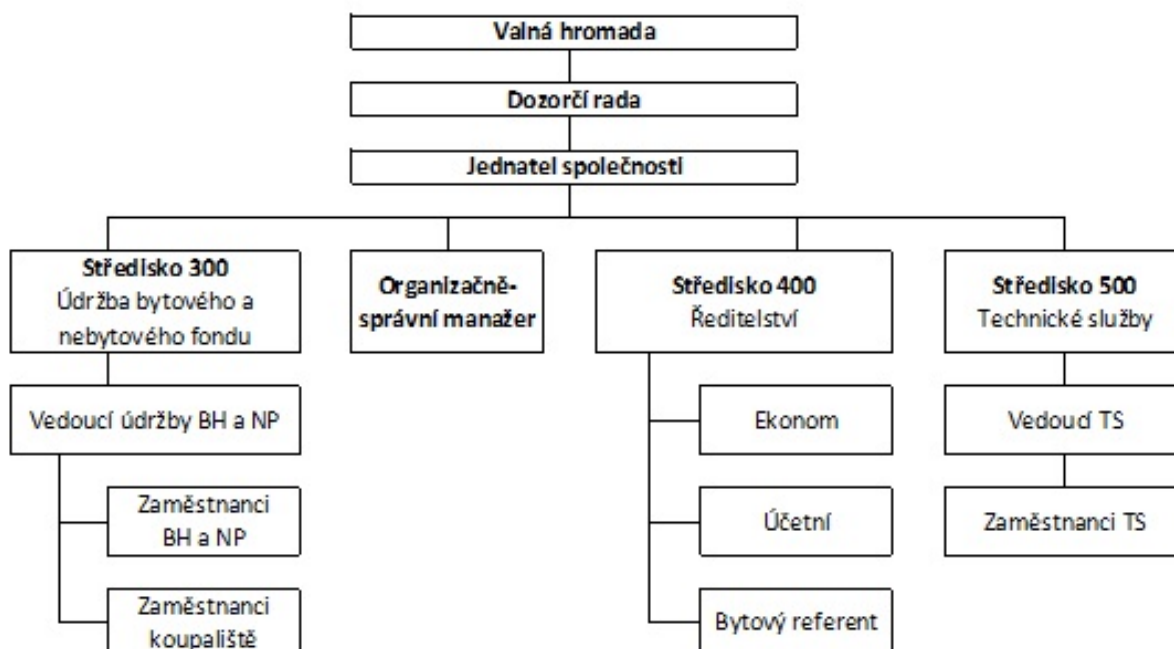 Valná hromada
Dozorčí rada
Jednatel společnosti
Středisko 300
Údržba bytového a
nebytového fondu
Organizačně-
správní manažer
Středisko 400
Ředitelství
Středisko 500
Technické služby
Vedoucí údržby BH a NP
Ekonom
Vedoucí TS
Zaměstnanci
BH a NP
Účetní
Zaměstnanci TS
Zaměstnanci
koupaliště
Bytový referent